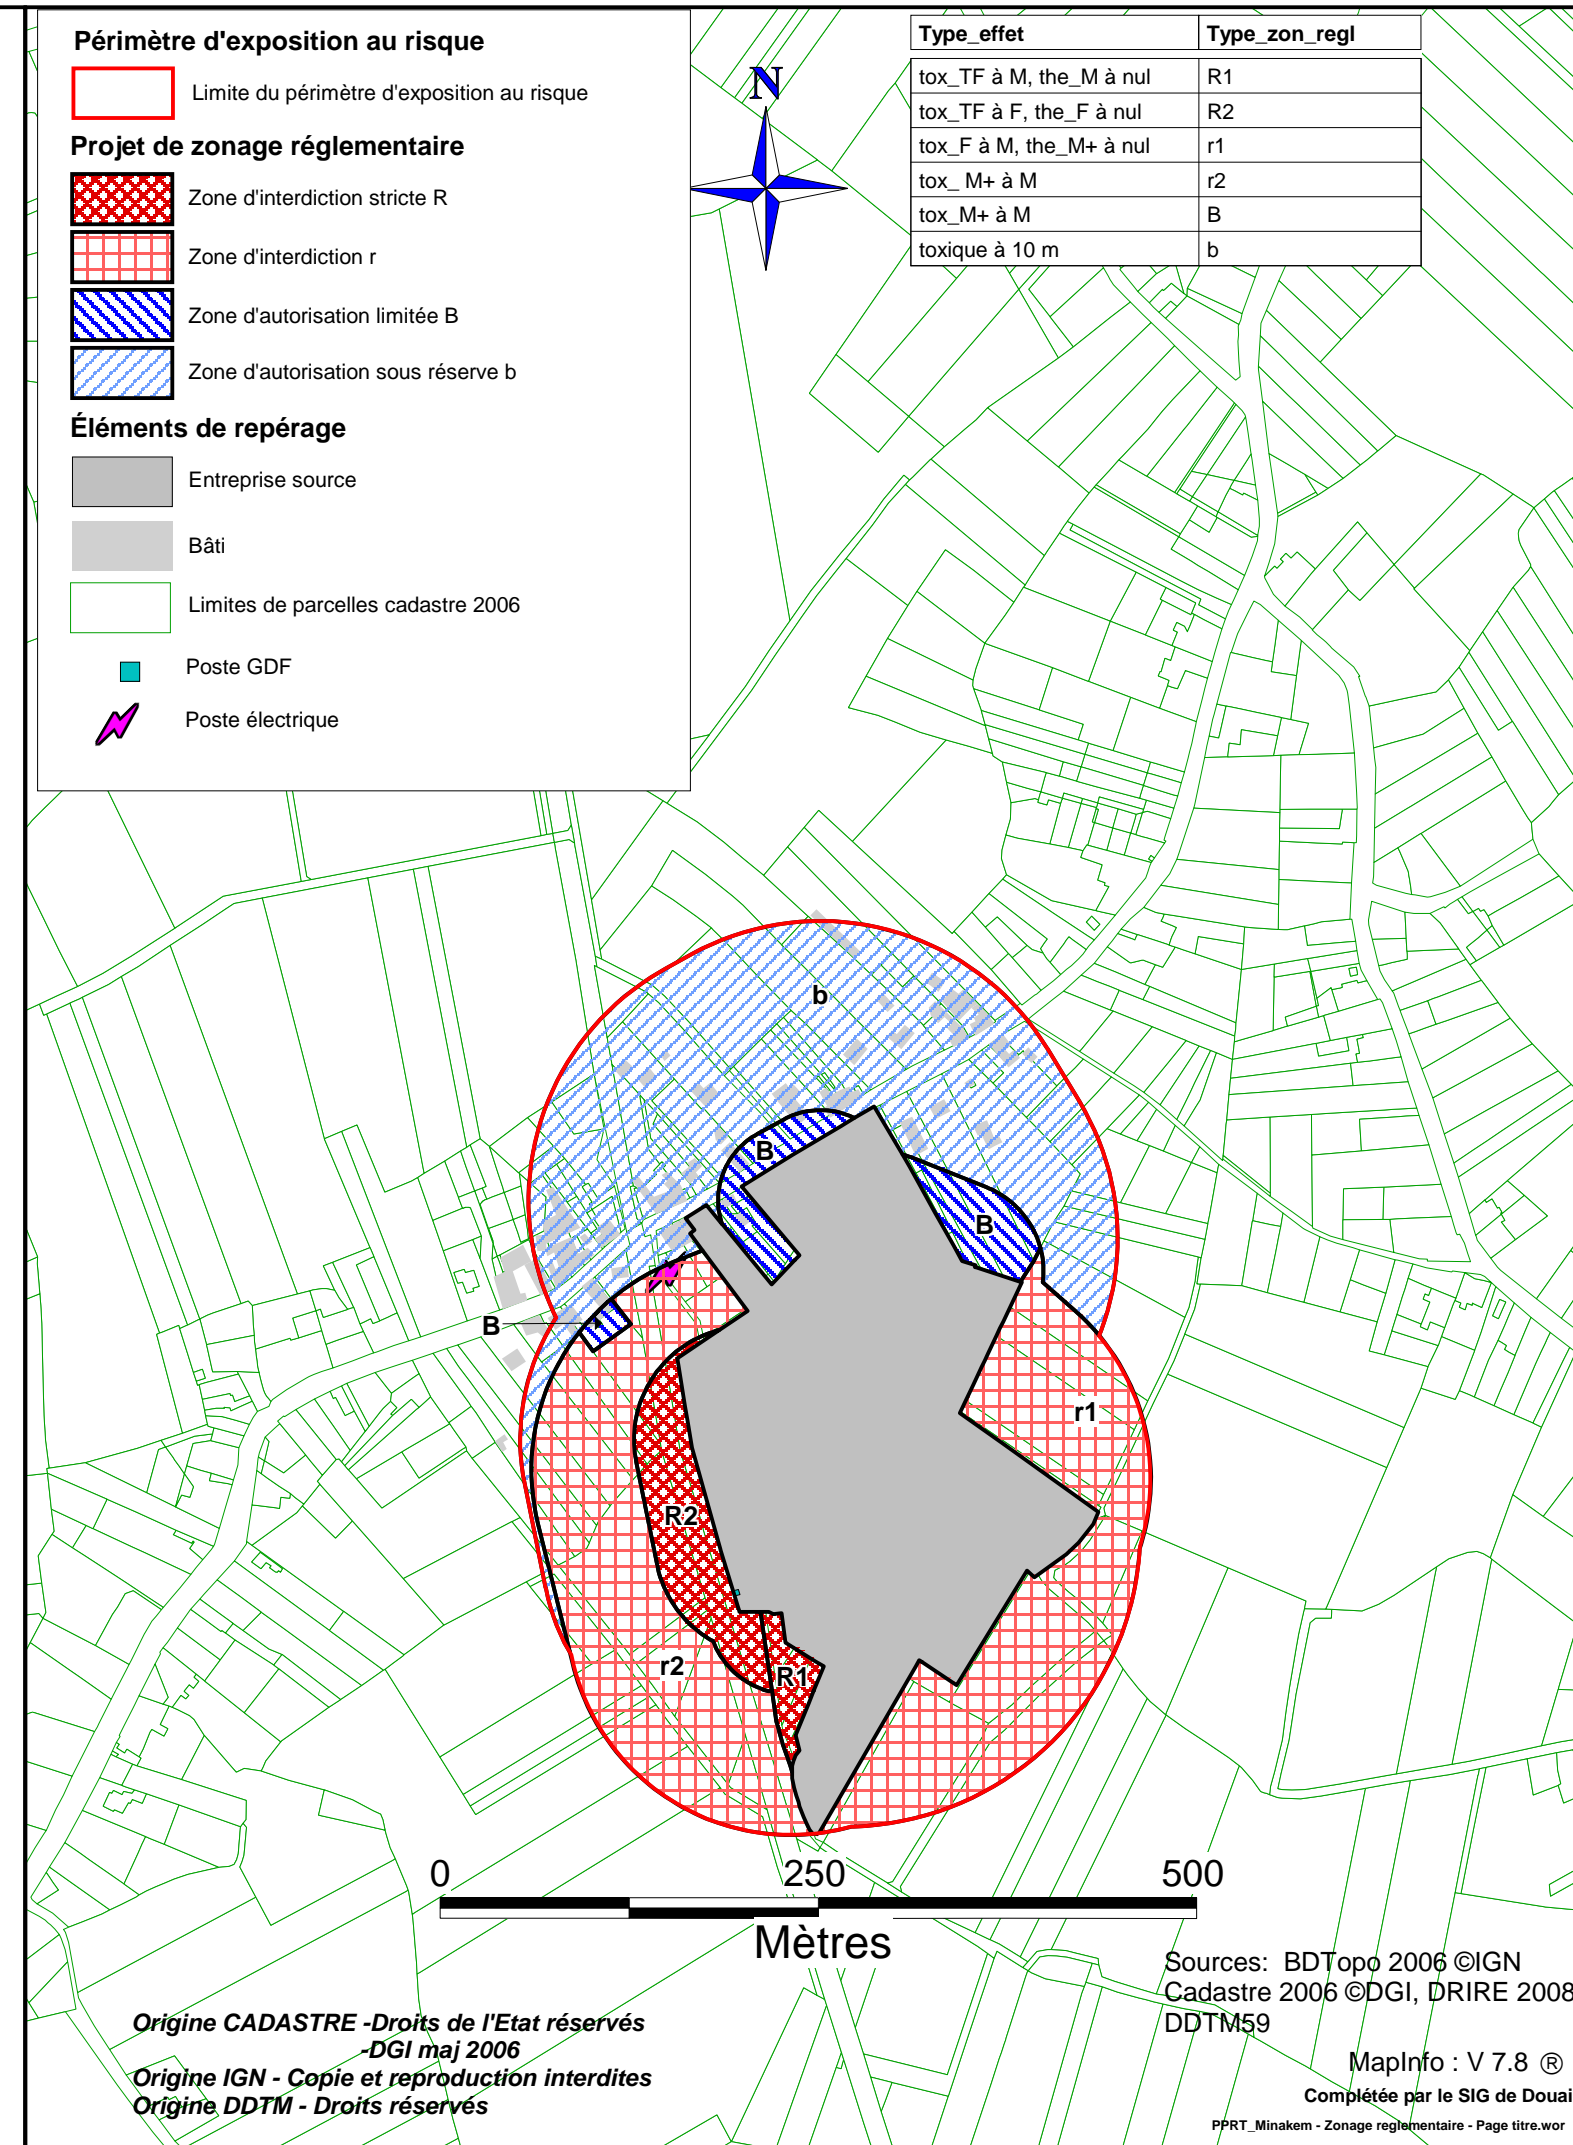 Périmètre d'exposition au risque
Limite du périmètre d'exposition au risque
Projet de zonage réglementaire
Zone d'interdiction stricte R
Zone d'interdiction r
Zone d'autorisation limitée B
Zone d'autorisation sous réserve b
Éléments de repérage
Entreprise source
Bâti
Limites de parcelles cadastre 2006
Poste GDF
Poste électrique
N
Type_effet Type_zon_regl
tox_TF à M, the_M à nul R1
tox_TF à F, the_F à nul R2
tox_F à M, the_M+ à nul r1
tox_ M+ à M r2
tox_M+ à M B
toxique à 10 m b
b
B
B
B
r1
R2
r2
R1
0 250 500
Mètres
Sources: BDTopo 2006 ©IGN
Cadastre 2006 ©DGI, DRIRE 2008
DDTM59
MapInfo : V 7.8 ®
Complétée par le SIG de Douai
PPRT_Minakem - Zonage reglementaire - Page titre.wor
Origine CADASTRE -Droits de l'Etat réservés
-DGI maj 2006
Origine IGN - Copie et reproduction interdites
Origine DDTM - Droits réservés